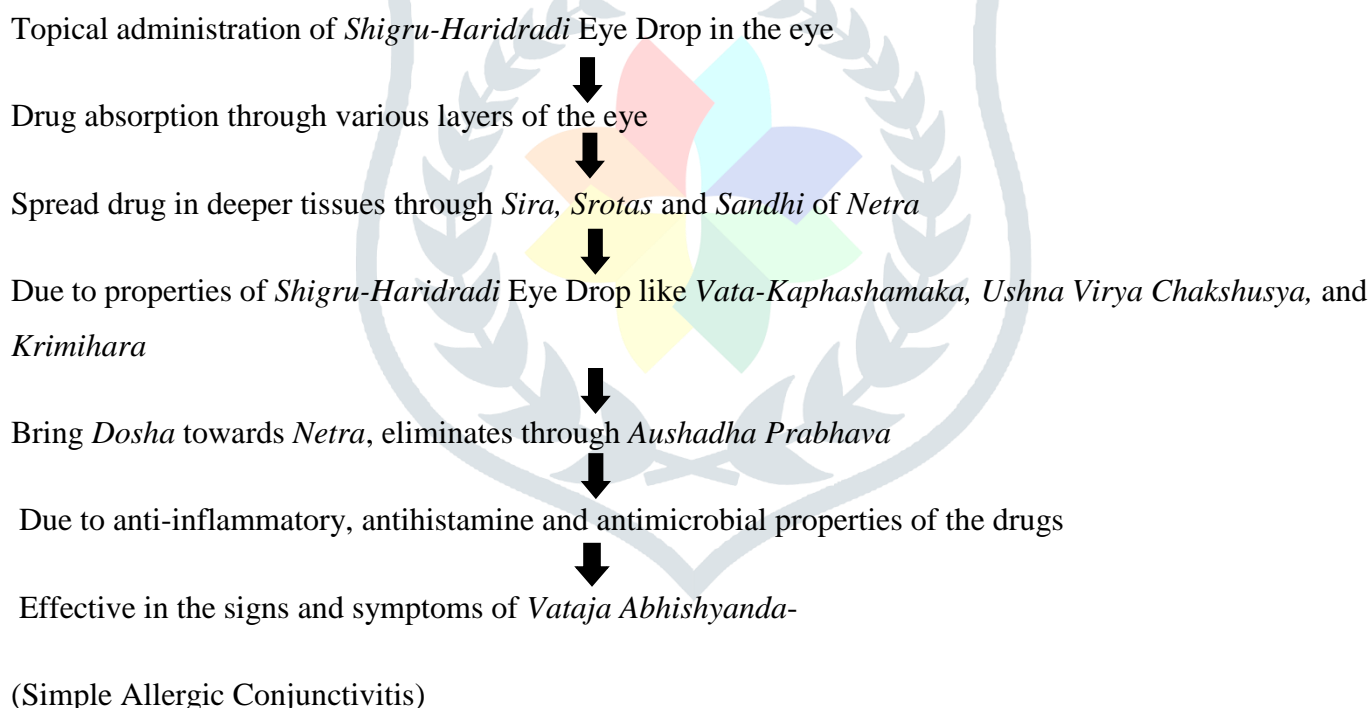 Topical administration of Shigru-Haridradi Eye Drop in the eye
Drug absorption through various layers of the eye
Spread drug in deeper tissues through Sira, Srotas and Sandhi of Netra
Due to properties of Shigru-Haridradi Eye Drop like Vata-Kaphashamaka, Ushna Virya Chakshusya, and
Krimihara
Bring Dosha towards Netra, eliminates through Aushadha Prabhava
Due to anti-inflammatory, antihistamine and antimicrobial properties of the drugs
Effective in the signs and symptoms of Vataja Abhishyanda-
(Simple Allergic Conjunctivitis)